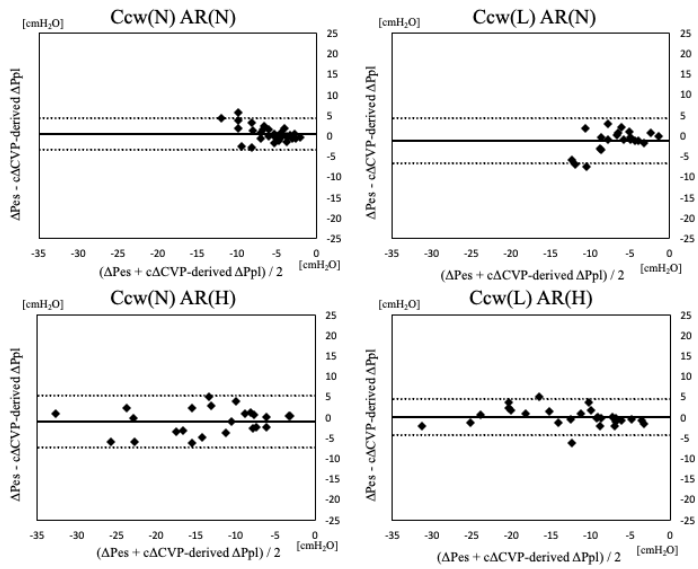 [cmH2O] Ccw(N) AR(N)
ΔPes - cΔCVP-derived ΔPpl
25
20
15
10
5
0
-5
-10
-15
-20
-25
-35 -30 -25 -20 -15 -10 -5 0
(ΔPes + cΔCVP-derived ΔPpl) / 2 [cmH2O]
[cmH2O] Ccw(L) AR(N)
ΔPes - cΔCVP-derived ΔPpl
25
20
15
10
5
0
-5
-10
-15
-20
-25
-35 -30 -25 -20 -15 -10 -5 0
(ΔPes + cΔCVP-derived ΔPpl) / 2 [cmH2O]
[cmH2O] Ccw(N) AR(H)
ΔPes - cΔCVP-derived ΔPpl
25
20
15
10
5
0
-5
-10
-15
-20
-25
-35 -30 -25 -20 -15 -10 -5 0
(ΔPes + cΔCVP-derived ΔPpl) / 2 [cmH2O]
[cmH2O] Ccw(L) AR(H)
ΔPes - cΔCVP-derived ΔPpl
25
20
15
10
5
0
-5
-10
-15
-20
-25
-35 -30 -25 -20 -15 -10 -5 0
(ΔPes + cΔCVP-derived ΔPpl) / 2 [cmH2O]